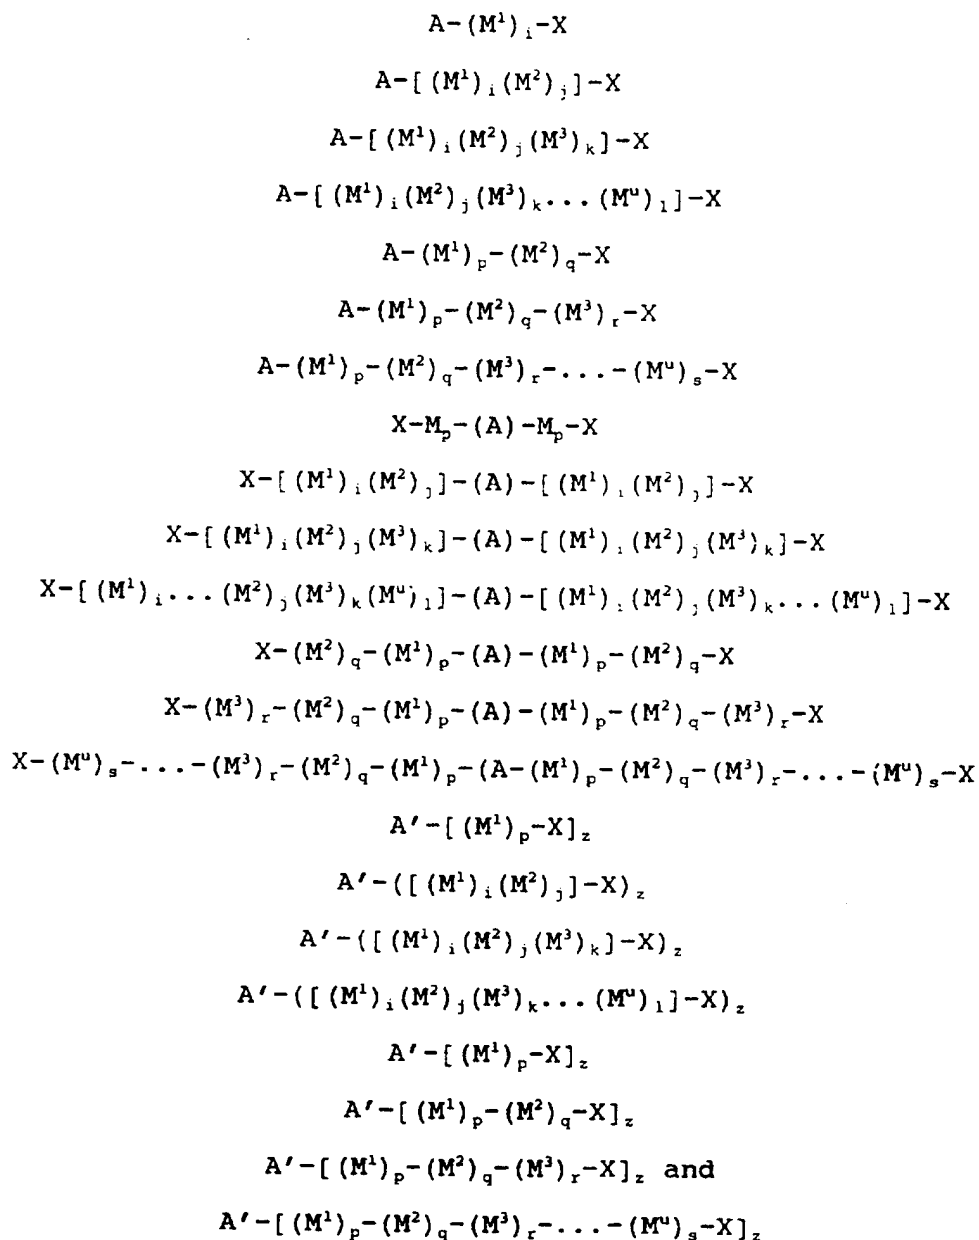 A-(M¹)ᵢ-X
A-[(M¹)ᵢ(M²)ⱼ]-X
A-[(M¹)ᵢ(M²)ⱼ(M³)ₖ]-X
A-[(M¹)ᵢ(M²)ⱼ(M³)ₖ...(Mᵘ)ₗ]-X
A-(M¹)ₚ-(M²)q-X
A-(M¹)ₚ-(M²)q-(M³)ᵣ-X
A-(M¹)ₚ-(M²)q-(M³)ᵣ-...-(Mᵘ)ₛ-X
X-Mₚ-(A)-Mₚ-X
X-[(M¹)ᵢ(M²)ⱼ]-(A)-[(M¹)ᵢ(M²)ⱼ]-X
X-[(M¹)ᵢ(M²)ⱼ(M³)ₖ]-(A)-[(M¹)ᵢ(M²)ⱼ(M³)ₖ]-X
X-[(M¹)ᵢ...(M²)ⱼ(M³)ₖ(Mᵘ)ₗ]-(A)-[(M¹)ᵢ(M²)ⱼ(M³)ₖ...(Mᵘ)ₗ]-X
X-(M²)q-(M¹)ₚ-(A)-(M¹)ₚ-(M²)q-X
X-(M³)ᵣ-(M²)q-(M¹)ₚ-(A)-(M¹)ₚ-(M²)q-(M³)ᵣ-X
X-(Mᵘ)ₛ-...-(M³)ᵣ-(M²)q-(M¹)ₚ-(A-(M¹)ₚ-(M²)q-(M³)ᵣ-...-(Mᵘ)ₛ-X
A′-[(M¹)ₚ-X]z
A′-([(M¹)ᵢ(M²)ⱼ]-X)z
A′-([(M¹)ᵢ(M²)ⱼ(M³)ₖ]-X)z
A′-([(M¹)ᵢ(M²)ⱼ(M³)ₖ...(Mᵘ)ₗ]-X)z
A′-[(M¹)ₚ-X]z
A′-[(M¹)ₚ-(M²)q-X]z
A′-[(M¹)ₚ-(M²)q-(M³)ᵣ-X]z and
A′-[(M¹)ₚ-(M²)q-(M³)ᵣ-...-(Mᵘ)ₛ-X]z